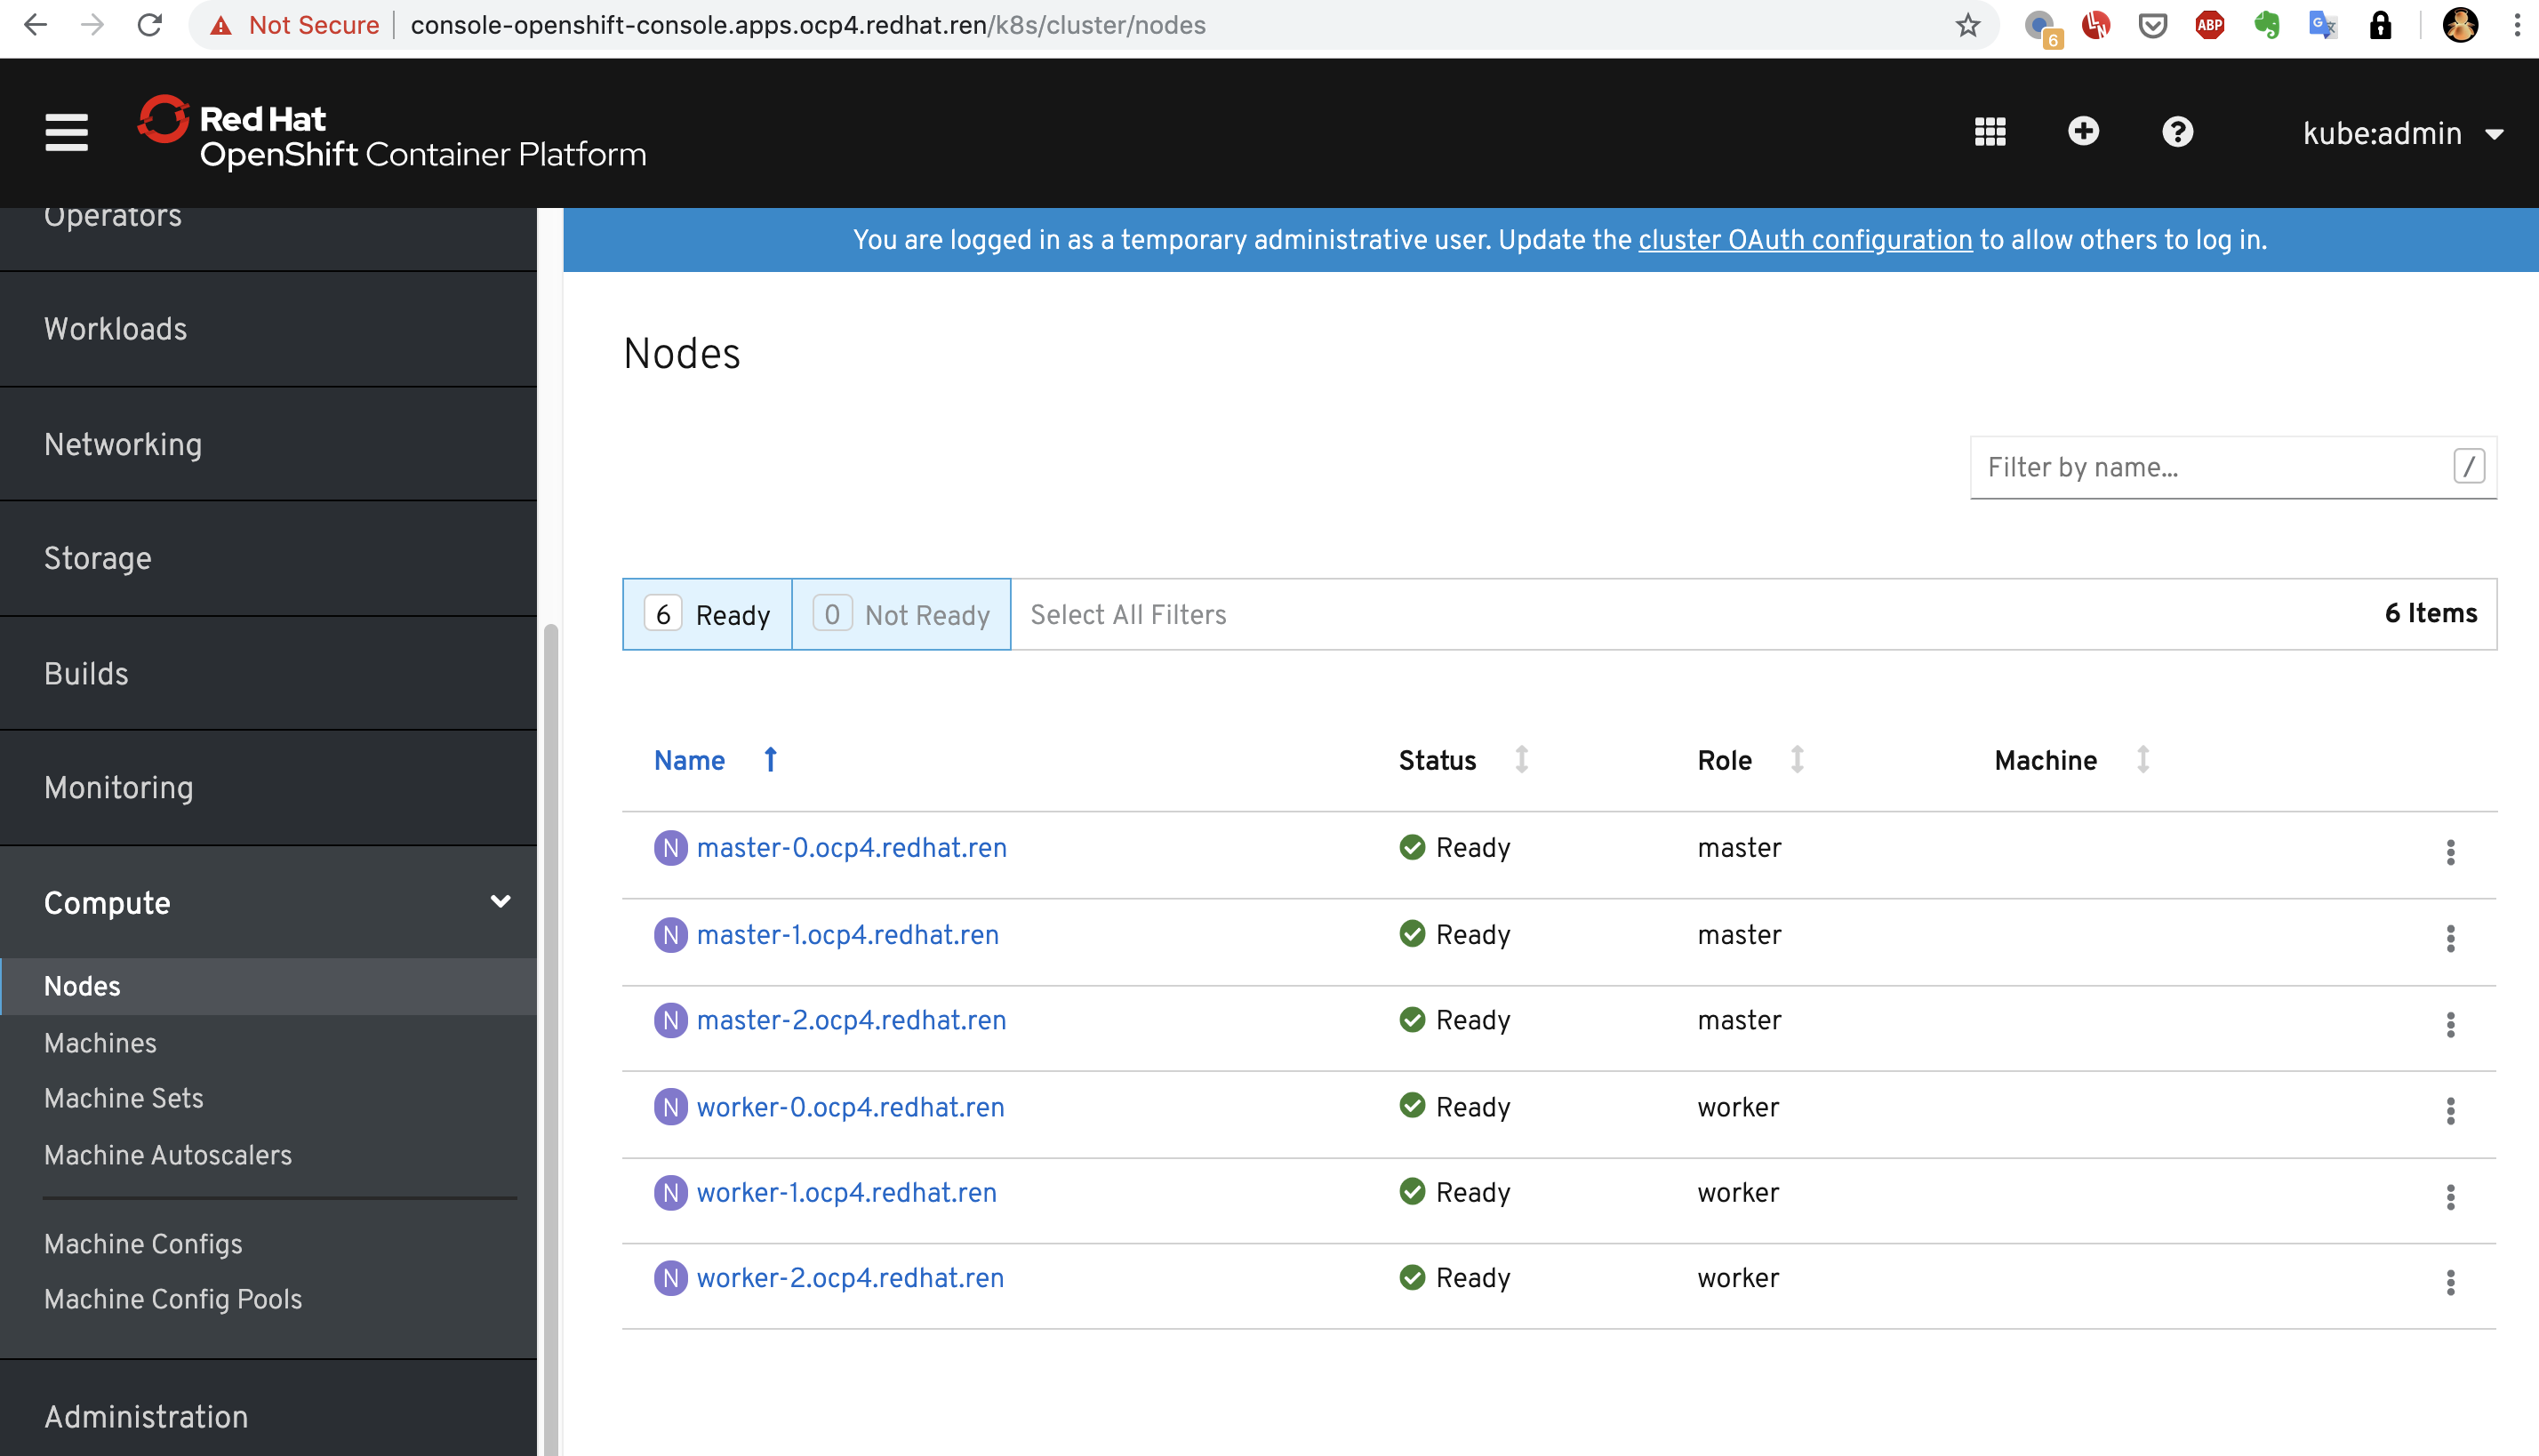 Not Secure console-openshift-console.apps.ocp4.redhat.ren/k8s/cluster/nodes
6
ABP
Red Hat
OpenShift Container Platform
kube:admin
Operators
Workloads
Networking
Storage
Builds
Monitoring
Compute
Nodes
Machines
Machine Sets
Machine Autoscalers
Machine Configs
Machine Config Pools
Administration
You are logged in as a temporary administrative user. Update the cluster OAuth configuration to allow others to log in.
Nodes
Filter by name... /
6 Ready 0 Not Ready Select All Filters 6 Items
Name Status Role Machine
N master-0.ocp4.redhat.ren Ready master
N master-1.ocp4.redhat.ren Ready master
N master-2.ocp4.redhat.ren Ready master
N worker-0.ocp4.redhat.ren Ready worker
N worker-1.ocp4.redhat.ren Ready worker
N worker-2.ocp4.redhat.ren Ready worker